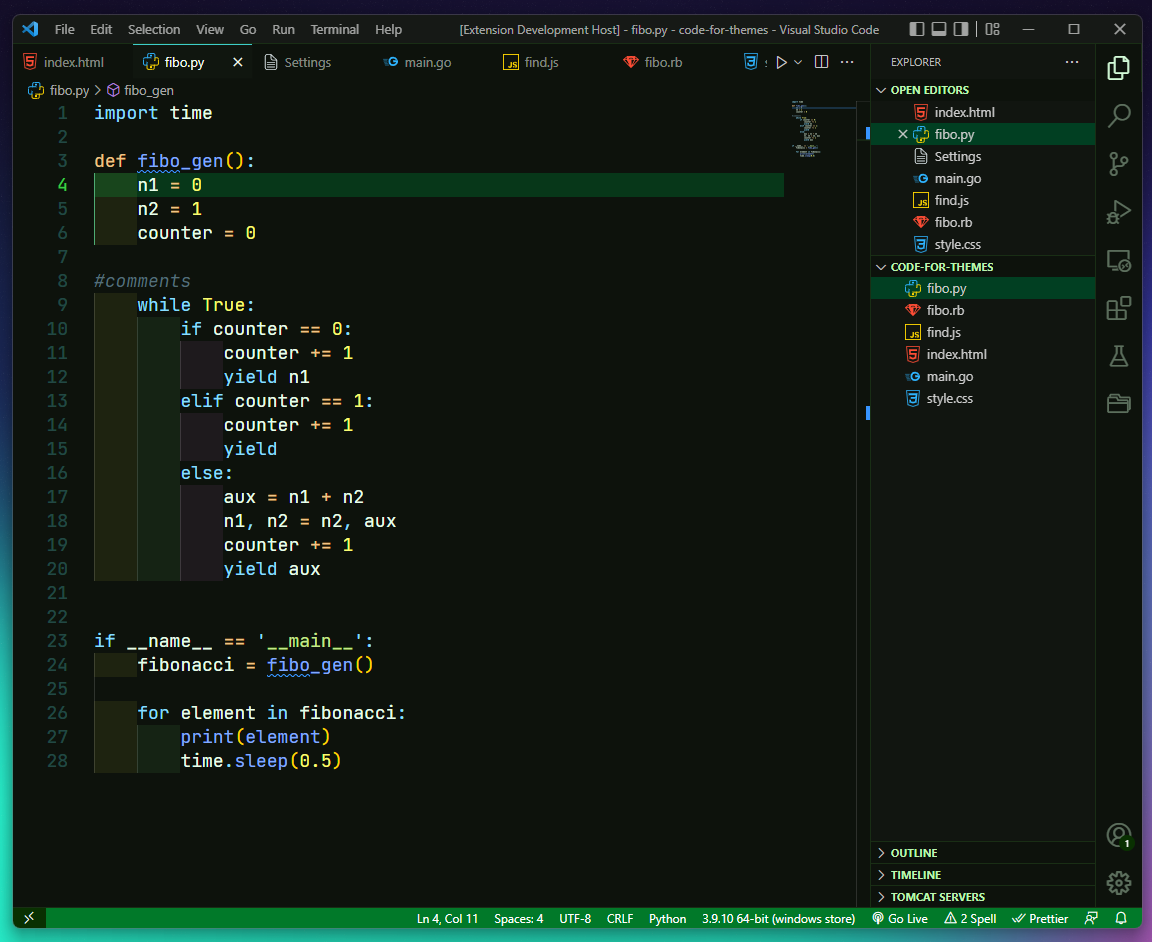 File Edit Selection View Go Run Terminal Help [Extension Development Host] - fibo.py - code-for-themes - Visual Studio Code
index.html fibo.py Settings main.go find.js fibo.rb
fibo.py > fibo_gen
1 import time
2
3 def fibo_gen():
4 n1 = 0
5 n2 = 1
6 counter = 0
7
8 #comments
9 while True:
10 if counter == 0:
11 counter += 1
12 yield n1
13 elif counter == 1:
14 counter += 1
15 yield
16 else:
17 aux = n1 + n2
18 n1, n2 = n2, aux
19 counter += 1
20 yield aux
21
22
23 if __name__ == '__main__':
24 fibonacci = fibo_gen()
25
26 for element in fibonacci:
27 print(element)
28 time.sleep(0.5)
EXPLORER
OPEN EDITORS
index.html
fibo.py
Settings
main.go
find.js
fibo.rb
style.css
CODE-FOR-THEMES
fibo.py
fibo.rb
find.js
index.html
main.go
style.css
OUTLINE
TIMELINE
TOMCAT SERVERS
1
Ln 4, Col 11 Spaces: 4 UTF-8 CRLF Python 3.9.10 64-bit (windows store) Go Live 2 Spell Prettier